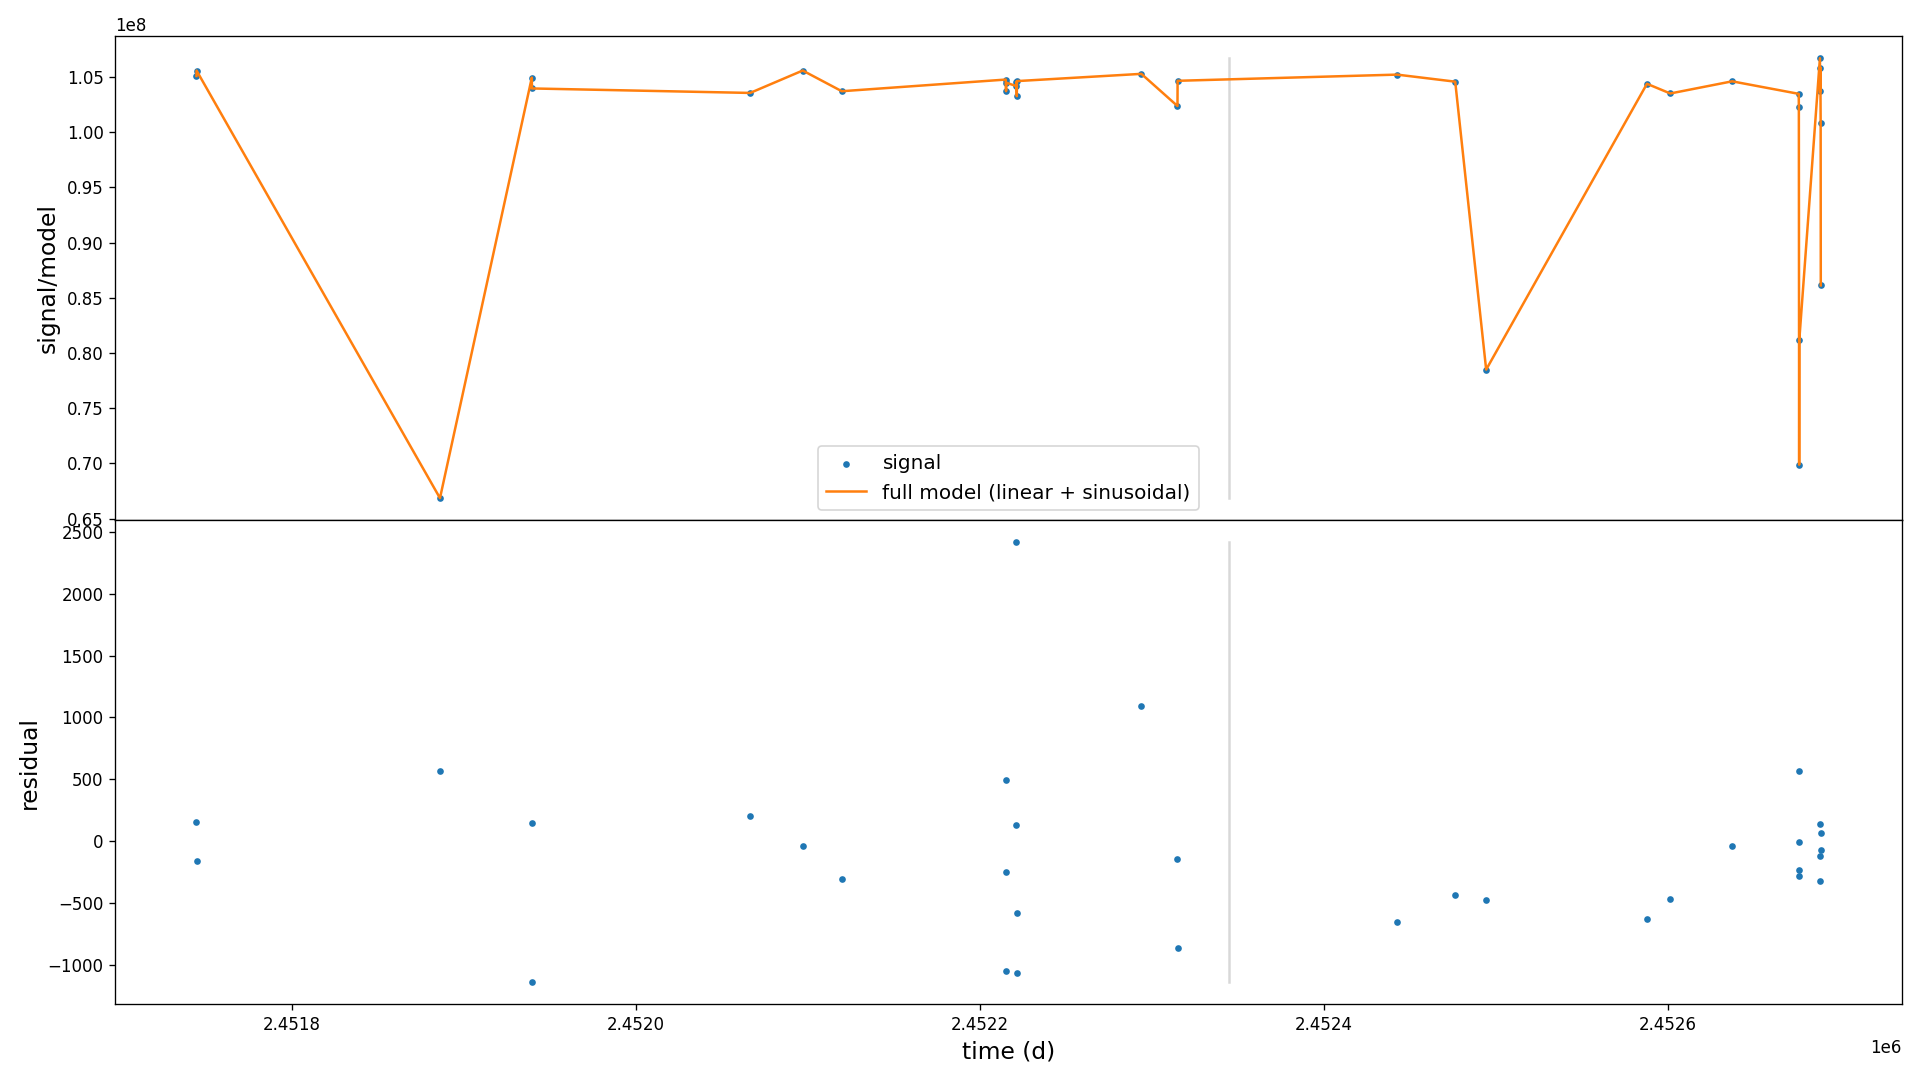 1e8
1.05
1.00
0.95
0.90
0.85
0.80
0.75
0.70
0.65
signal/model
signal
full model (linear + sinusoidal)
2500
2000
1500
1000
500
0
−500
−1000
residual
2.4518 2.4520 2.4522 2.4524 2.4526
time (d)
1e6